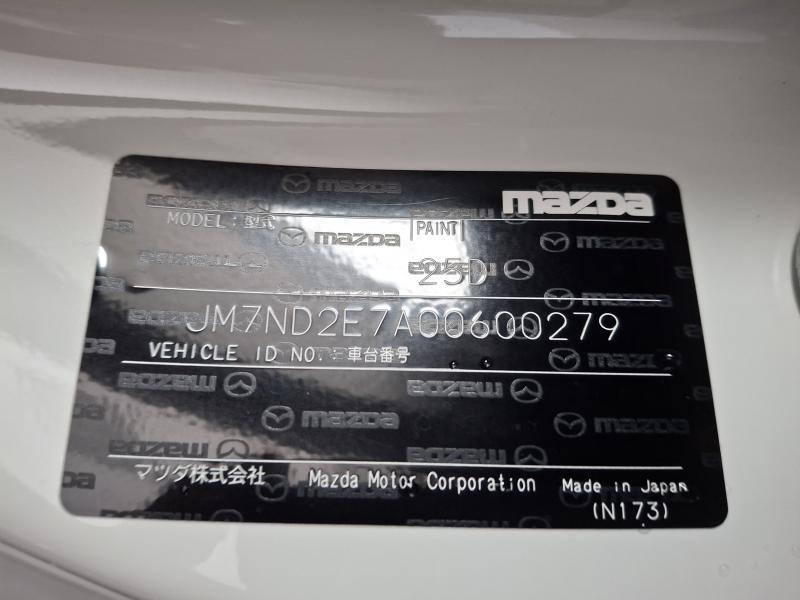 mazda
MODEL:型式
PAINT
25D
JM7ND2E7A00600279
VEHICLE ID NO.:車台番号
マツダ株式会社 Mazda Motor Corporation Made in Japan
(N173)